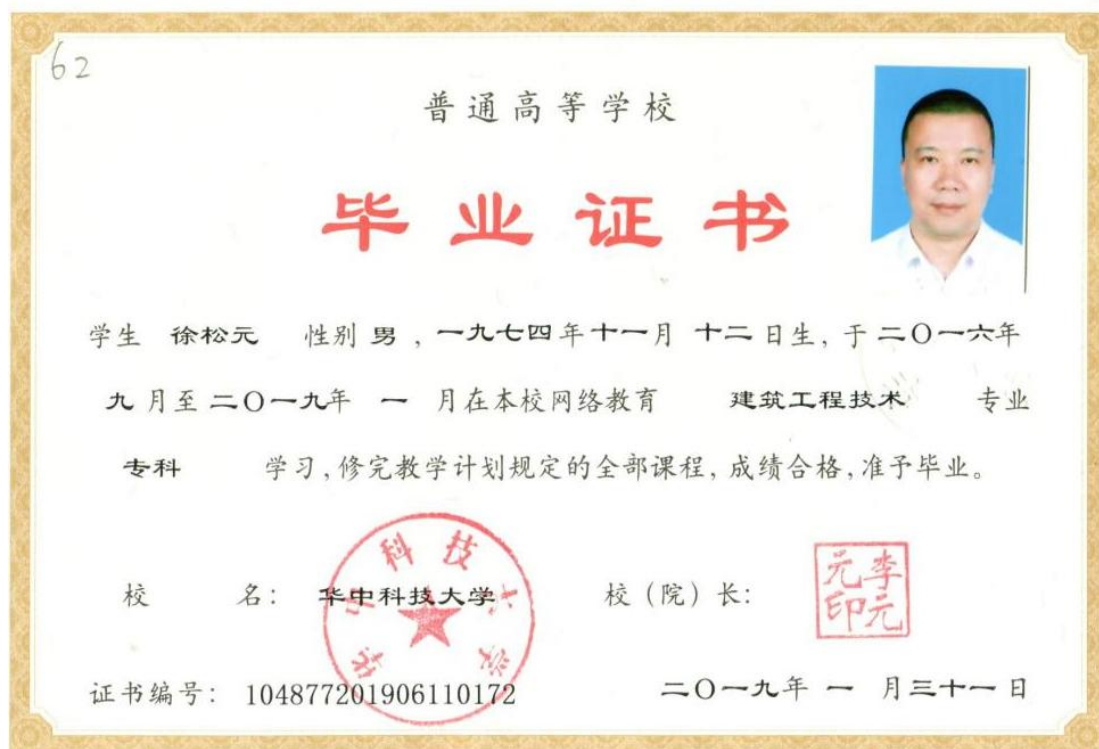 62
普通高等学校
毕业证书
学生 徐松元 性别 男，一九七四年十一月 十二日生，于二〇一六年
九月至二〇一九年 一 月在本校网络教育 建筑工程技术 专业
专科 学习，修完教学计划规定的全部课程，成绩合格，准予毕业。
华中科技大学
校 名： 华中科技大学 校（院）长：
李元元印
证书编号： 104877201906110172 二〇一九年 一 月三十一日